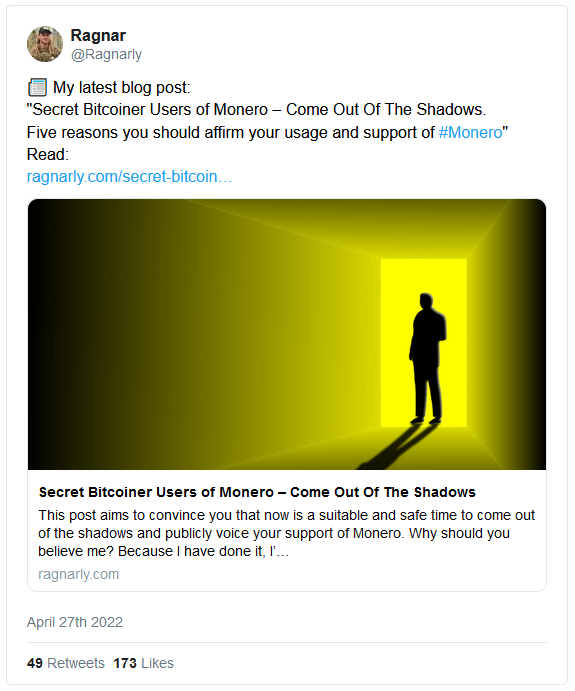 Ragnar
@Ragnarly
My latest blog post:
"Secret Bitcoiner Users of Monero – Come Out Of The Shadows.
Five reasons you should affirm your usage and support of #Monero"
Read:
ragnarly.com/secret-bitcoin…
Secret Bitcoiner Users of Monero – Come Out Of The Shadows
This post aims to convince you that now is a suitable and safe time to come out
of the shadows and publicly voice your support of Monero. Why should you
believe me? Because I have done it, I'…
ragnarly.com
April 27th 2022
49 Retweets 173 Likes